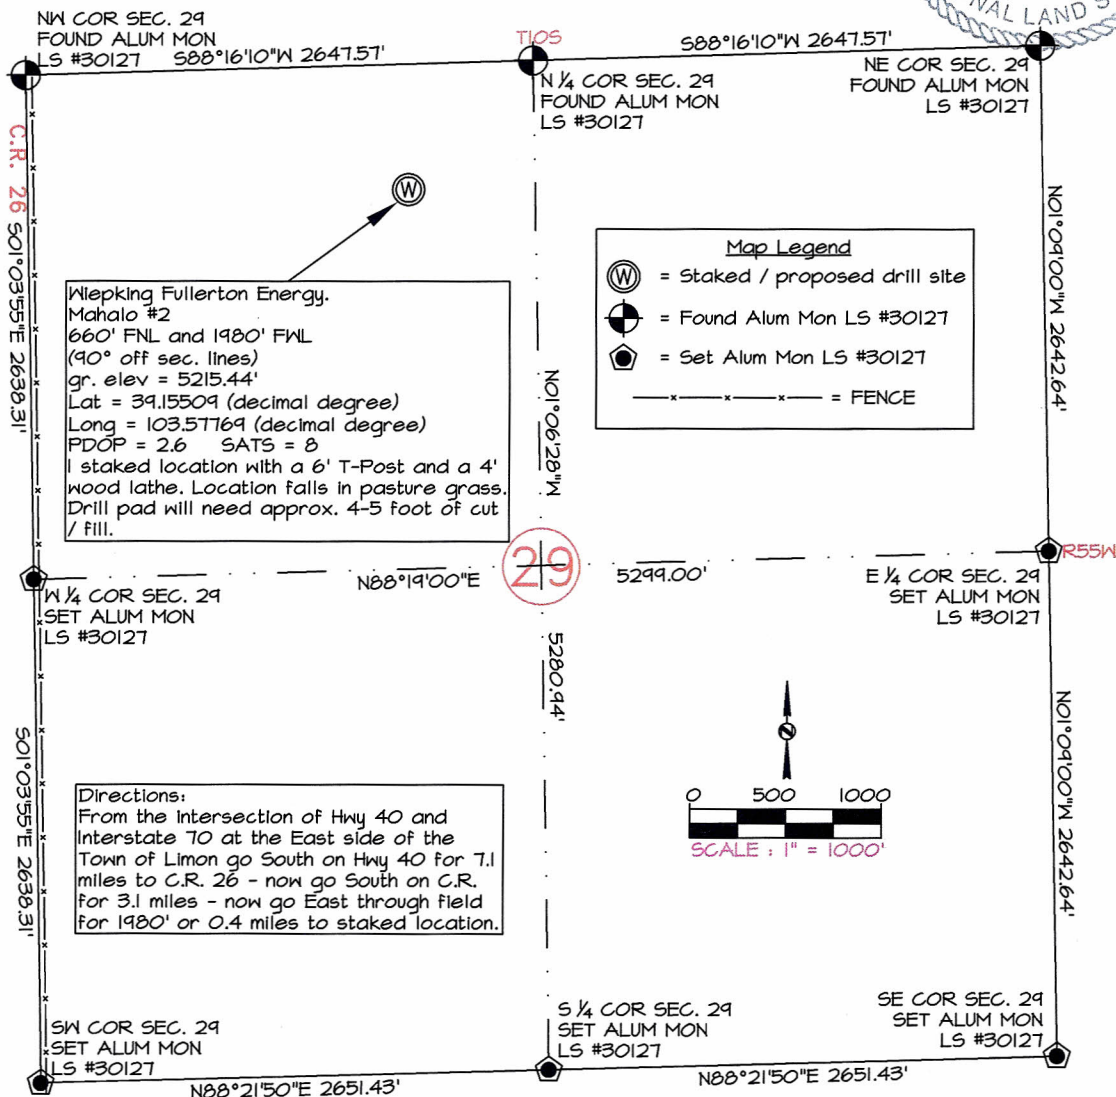 NAL LAND S
NW COR SEC. 29
FOUND ALUM MON
LS #30127
S88°16'10"W 2647.57'
T10S
S88°16'10"W 2647.57'
N 1/4 COR SEC. 29
FOUND ALUM MON
LS #30127
NE COR SEC. 29
FOUND ALUM MON
LS #30127
C.R. 26
S01°03'55"E 2638.31'
W
N01°09'00"W 2642.64'
Map Legend
W = Staked / proposed drill site
= Found Alum Mon LS #30127
= Set Alum Mon LS #30127
= FENCE
Wiepking Fullerton Energy.
Mahalo #2
660' FNL and 1980' FWL
(90° off sec. lines)
gr. elev = 5215.44'
Lat = 39.15509 (decimal degree)
Long = 103.57769 (decimal degree)
PDOP = 2.6 SATS = 8
I staked location with a 6' T-Post and a 4'
wood lathe. Location falls in pasture grass.
Drill pad will need approx. 4-5 foot of cut
/ fill.
N01°06'28"W
5280.94'
29
N88°19'00"E
5299.00'
R55W
W 1/4 COR SEC. 29
SET ALUM MON
LS #30127
E 1/4 COR SEC. 29
SET ALUM MON
LS #30127
S01°03'55"E 2638.31'
N01°09'00"W 2642.64'
N
0 500 1000
SCALE : 1" = 1000'
Directions:
From the intersection of Hwy 40 and
Interstate 70 at the East side of the
Town of Limon go South on Hwy 40 for 7.1
miles to C.R. 26 - now go South on C.R.
for 3.1 miles - now go East through field
for 1980' or 0.4 miles to staked location.
SW COR SEC. 29
SET ALUM MON
LS #30127
S 1/4 COR SEC. 29
SET ALUM MON
LS #30127
SE COR SEC. 29
SET ALUM MON
LS #30127
N88°21'50"E 2651.43'
N88°21'50"E 2651.43'